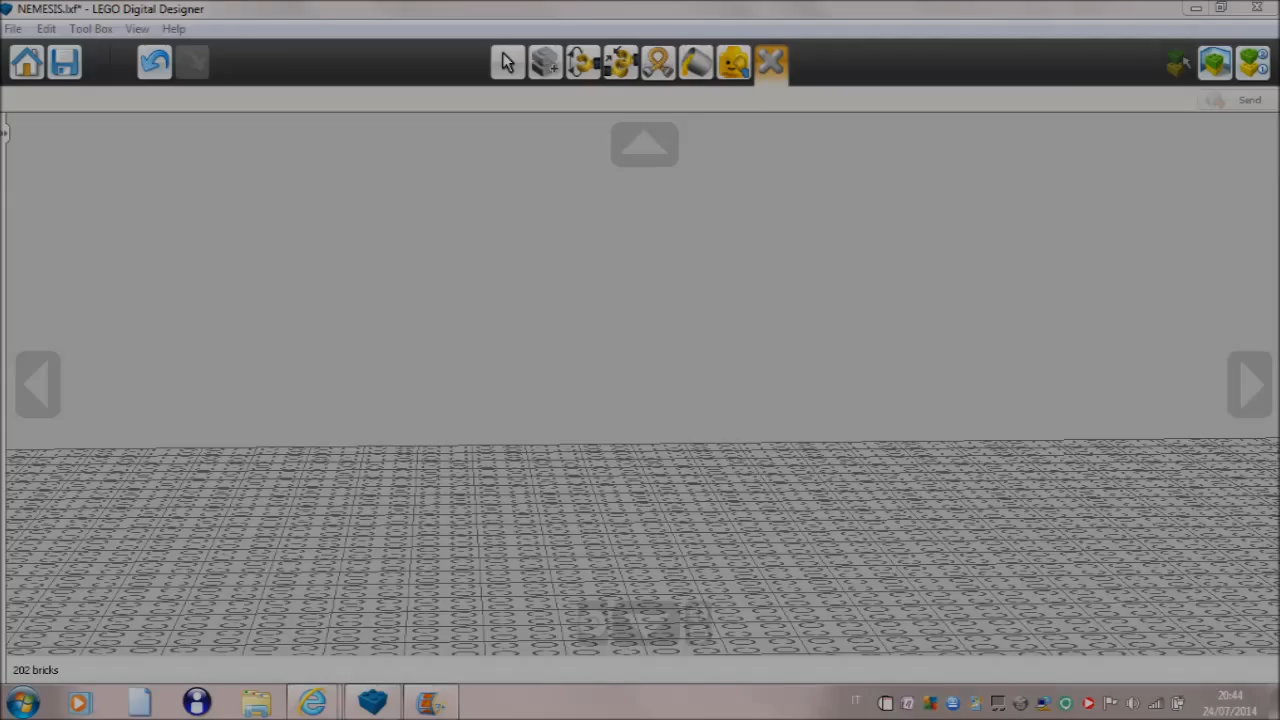 NEMESIS.lxf* - LEGO Digital Designer
File Edit Tool Box View Help
Send
202 bricks
IT
20:44
24/07/2014